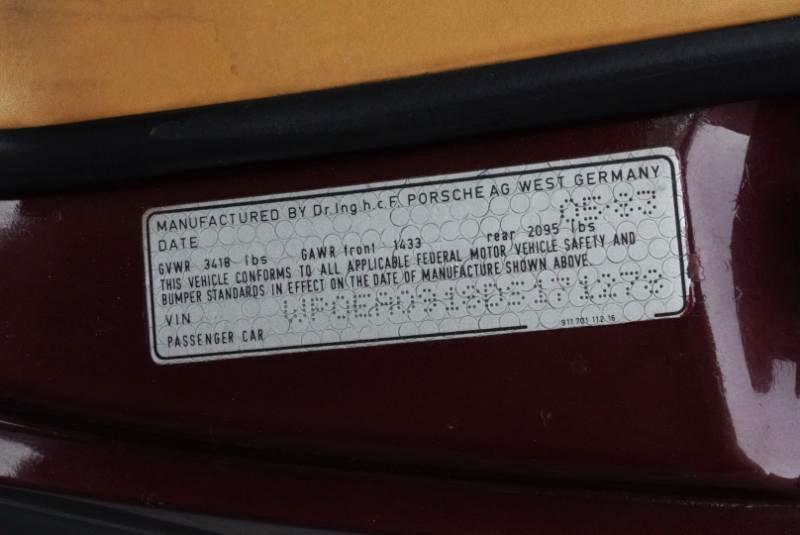 MANUFACTURED BY Dr.Ing.h.c.F. PORSCHE AG WEST GERMANY
DATE
GVWR 3418 lbs GAWR front 1433 rear 2095 lbs
THIS VEHICLE CONFORMS TO ALL APPLICABLE FEDERAL MOTOR VEHICLE SAFETY AND
BUMPER STANDARDS IN EFFECT ON THE DATE OF MANUFACTURE SHOWN ABOVE.
VIN WP0EA0918DS171278
PASSENGER CAR 911 701 112 16